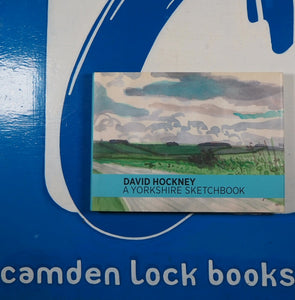 DAVID HOCKNEY
A YORKSHIRE SKETCHBOOK
camden lock books